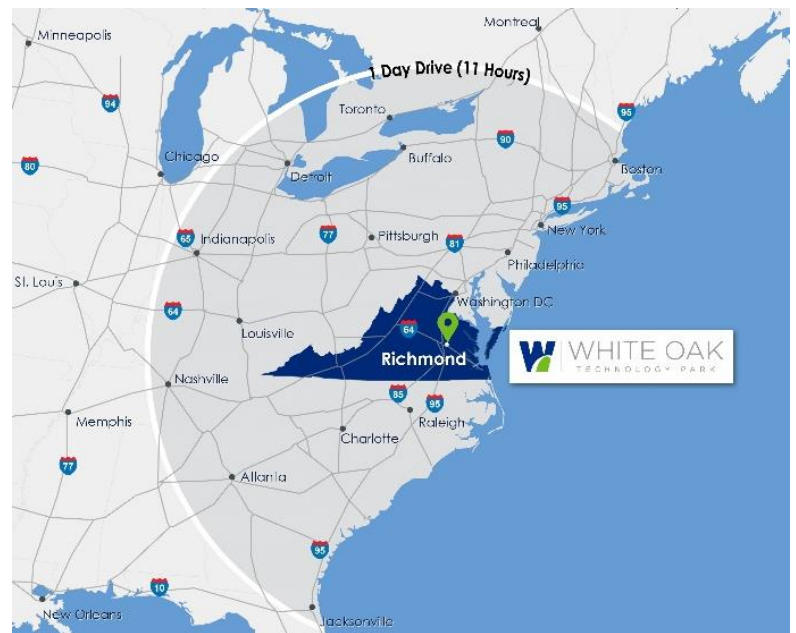 Montreal
Minneapolis
1 Day Drive (11 Hours)
94
Toronto
95
90
Chicago
Buffalo
80
Detroit
Boston
95
77
65
Pittsburgh
81
New York
Indianapolis
Philadelphia
St. Louis
Washington DC
64
Louisville
64
Richmond
WHITE OAK
TECHNOLOGY PARK
Nashville
85
95
Memphis
Raleigh
Charlotte
77
Atlanta
95
10
New Orleans
Jacksonville